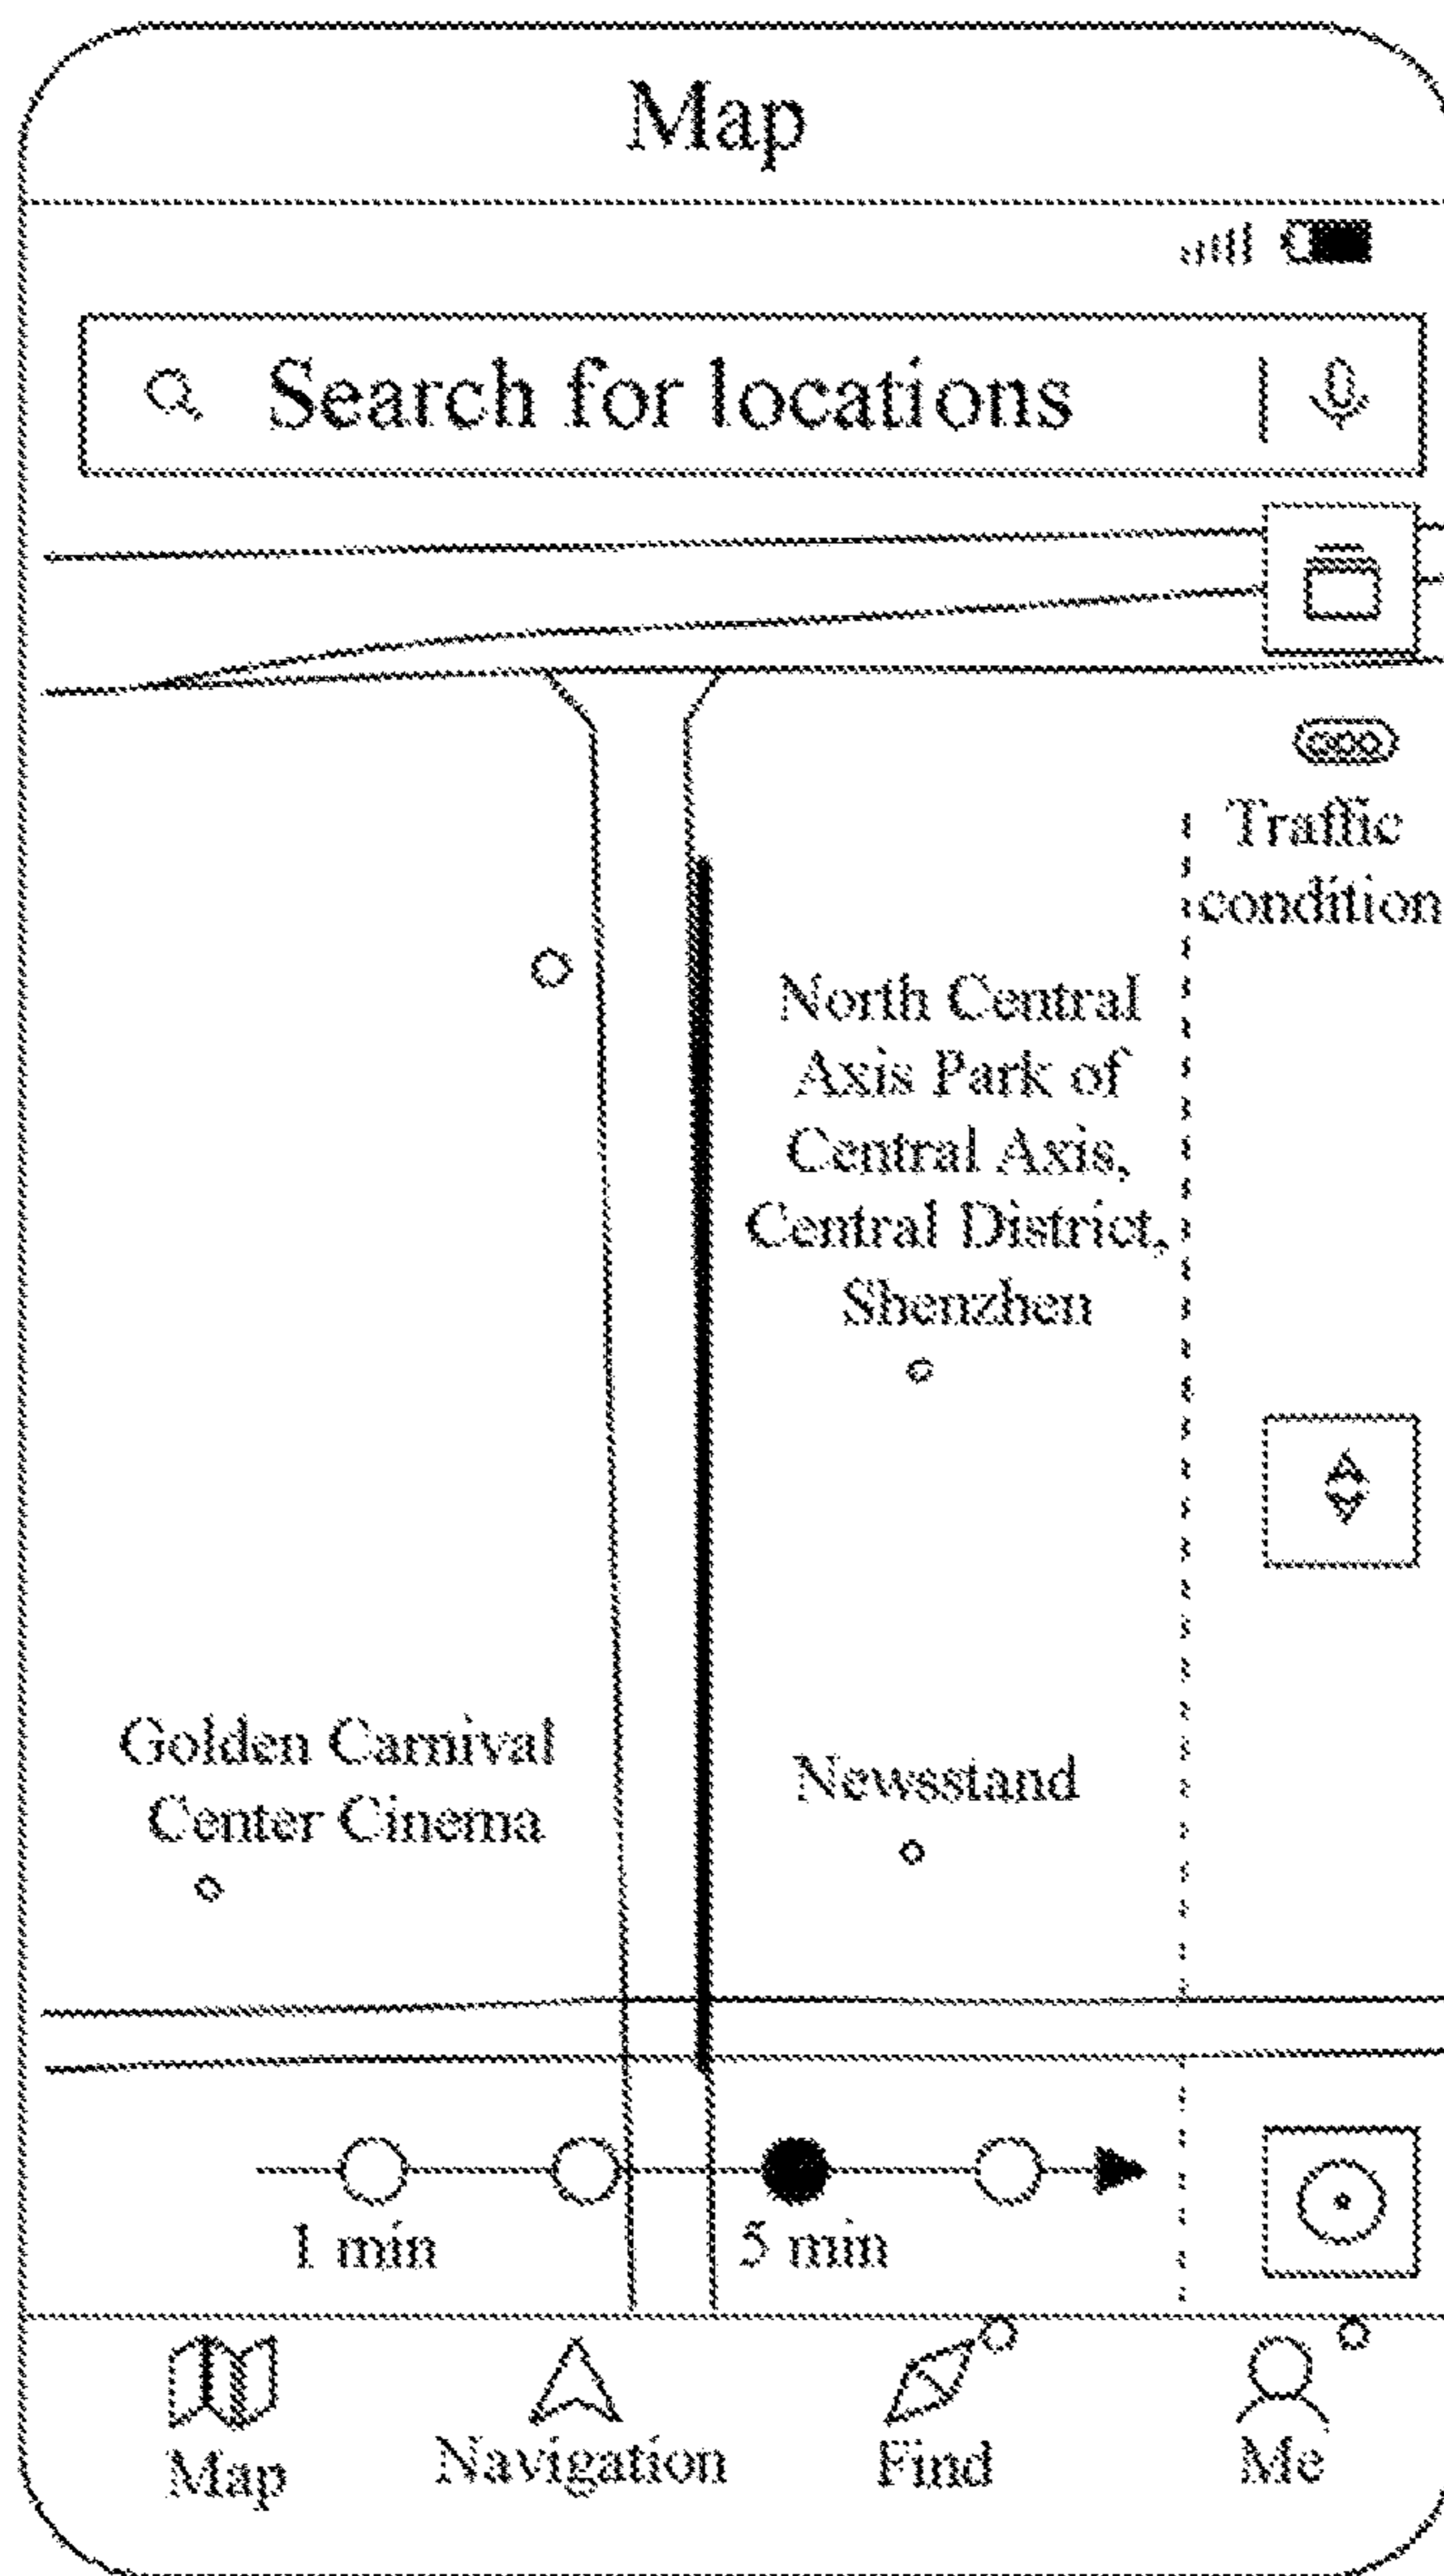 Map
Search for locations
Traffic
condition
North Central
Axis Park of
Central Axis,
Central District,
Shenzhen
Golden Carnival
Center Cinema
Newsstand
1 min
5 min
Map
Navigation
Find
Me